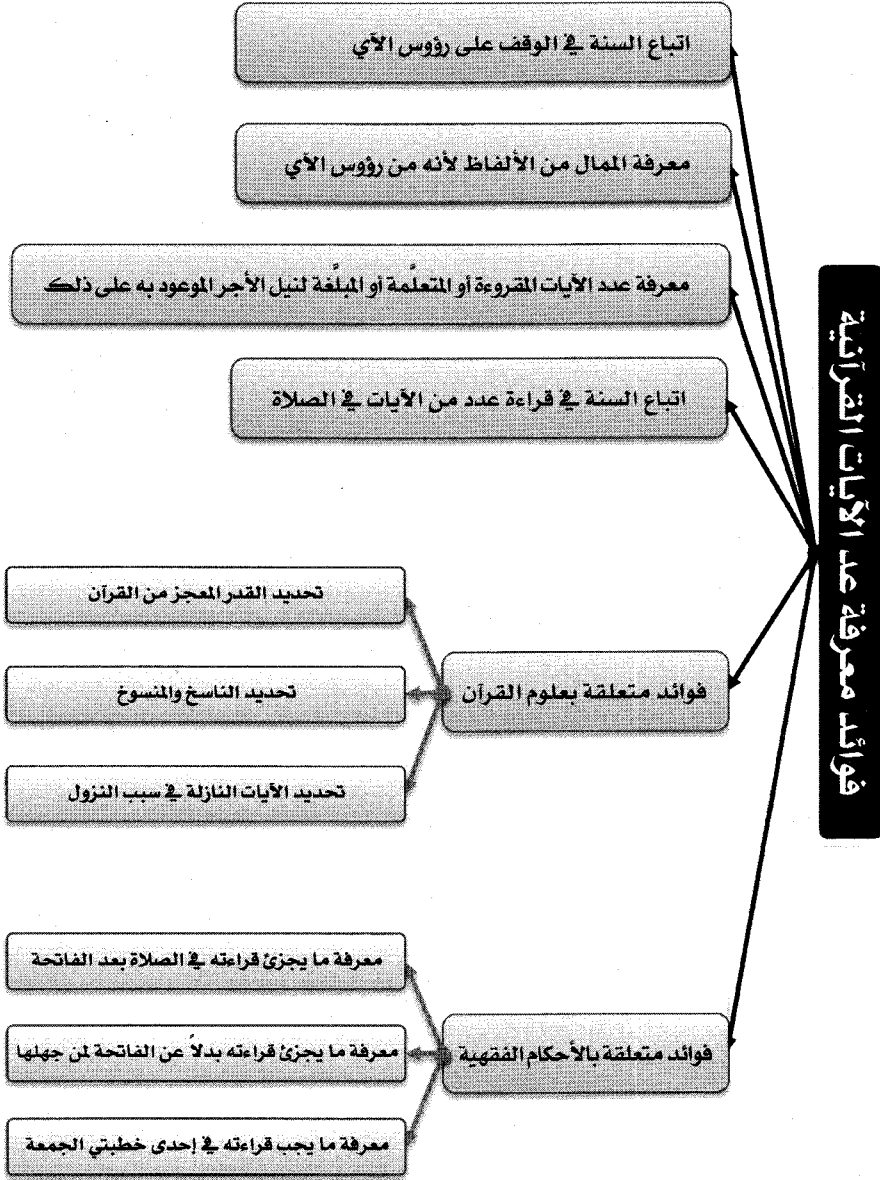 فوائد معرفة عد الآيات القرآنية
اتباع السنة في الوقف على رؤوس الآي
معرفة الممال من الألفاظ لأنه من رؤوس الآي
معرفة عدد الآيات المقروءة أو المتعلَّمة أو المبلَّغة لنيل الأجر الموعود به على ذلك
اتباع السنة في قراءة عدد من الآيات في الصلاة
فوائد متعلقة بعلوم القرآن
تحديد القدر المعجز من القرآن
تحديد الناسخ والمنسوخ
تحديد الآيات النازلة في سبب النزول
فوائد متعلقة بالأحكام الفقهية
معرفة ما يجزئ قراءته في الصلاة بعد الفاتحة
معرفة ما يجزئ قراءته بدلاً عن الفاتحة لمن جهلها
معرفة ما يجب قراءته في إحدى خطبتي الجمعة